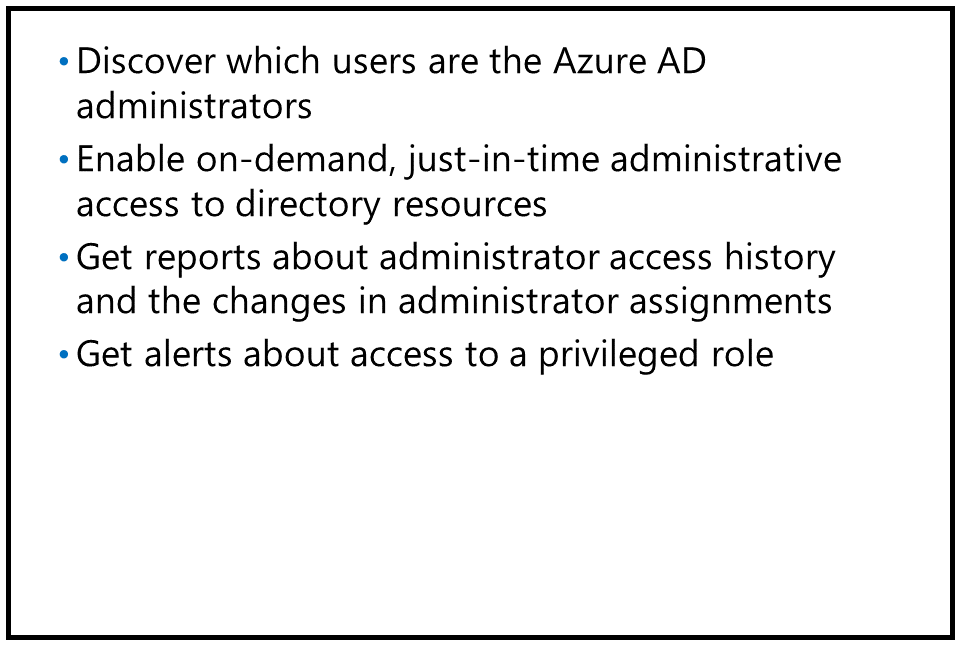 • Discover which users are the Azure AD
administrators
• Enable on-demand, just-in-time administrative
access to directory resources
• Get reports about administrator access history
and the changes in administrator assignments
• Get alerts about access to a privileged role